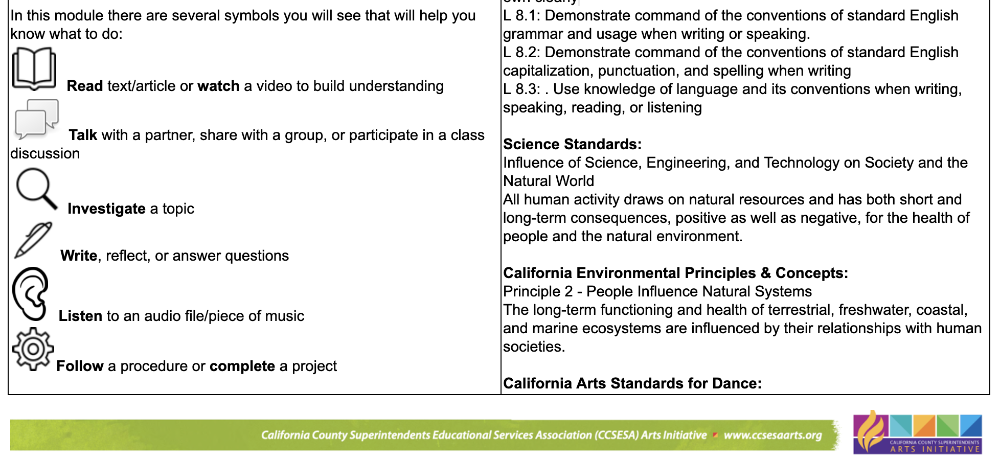 In this module there are several symbols you will see that will help you
know what to do:
Read text/article or watch a video to build understanding
Talk with a partner, share with a group, or participate in a class
discussion
Investigate a topic
Write, reflect, or answer questions
Listen to an audio file/piece of music
Follow a procedure or complete a project
own clearly
L 8.1: Demonstrate command of the conventions of standard English
grammar and usage when writing or speaking.
L 8.2: Demonstrate command of the conventions of standard English
capitalization, punctuation, and spelling when writing
L 8.3: . Use knowledge of language and its conventions when writing,
speaking, reading, or listening
Science Standards:
Influence of Science, Engineering, and Technology on Society and the
Natural World
All human activity draws on natural resources and has both short and
long-term consequences, positive as well as negative, for the health of
people and the natural environment.
California Environmental Principles & Concepts:
Principle 2 - People Influence Natural Systems
The long-term functioning and health of terrestrial, freshwater, coastal,
and marine ecosystems are influenced by their relationships with human
societies.
California Arts Standards for Dance:
California County Superintendents Educational Services Association (CCSESA) Arts Initiative ▪ www.ccsesaarts.org
CALIFORNIA COUNTY SUPERINTENDENTS
ARTS INITIATIVE